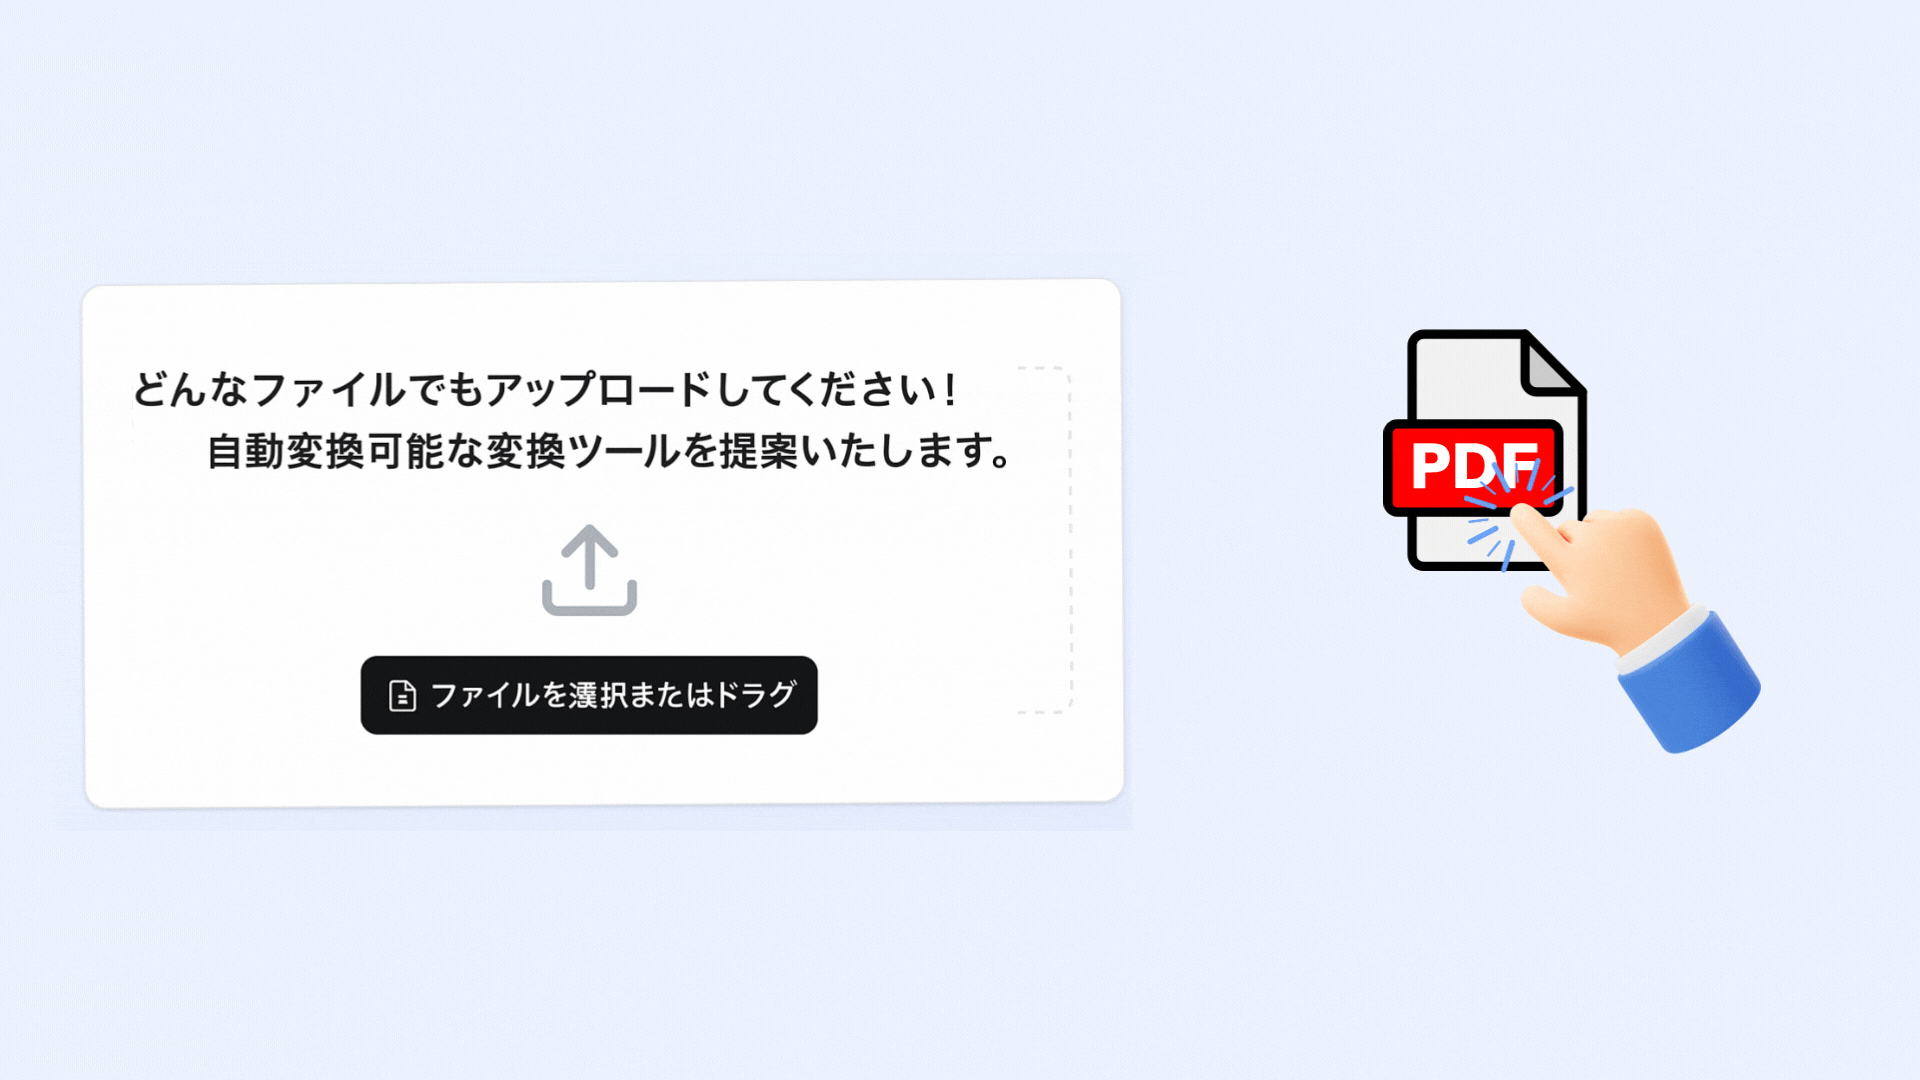 どんなファイルでもアップロードしてください!
自動変換可能な変換ツールを提案いたします。
ファイルを選択またはドラグ
PDF